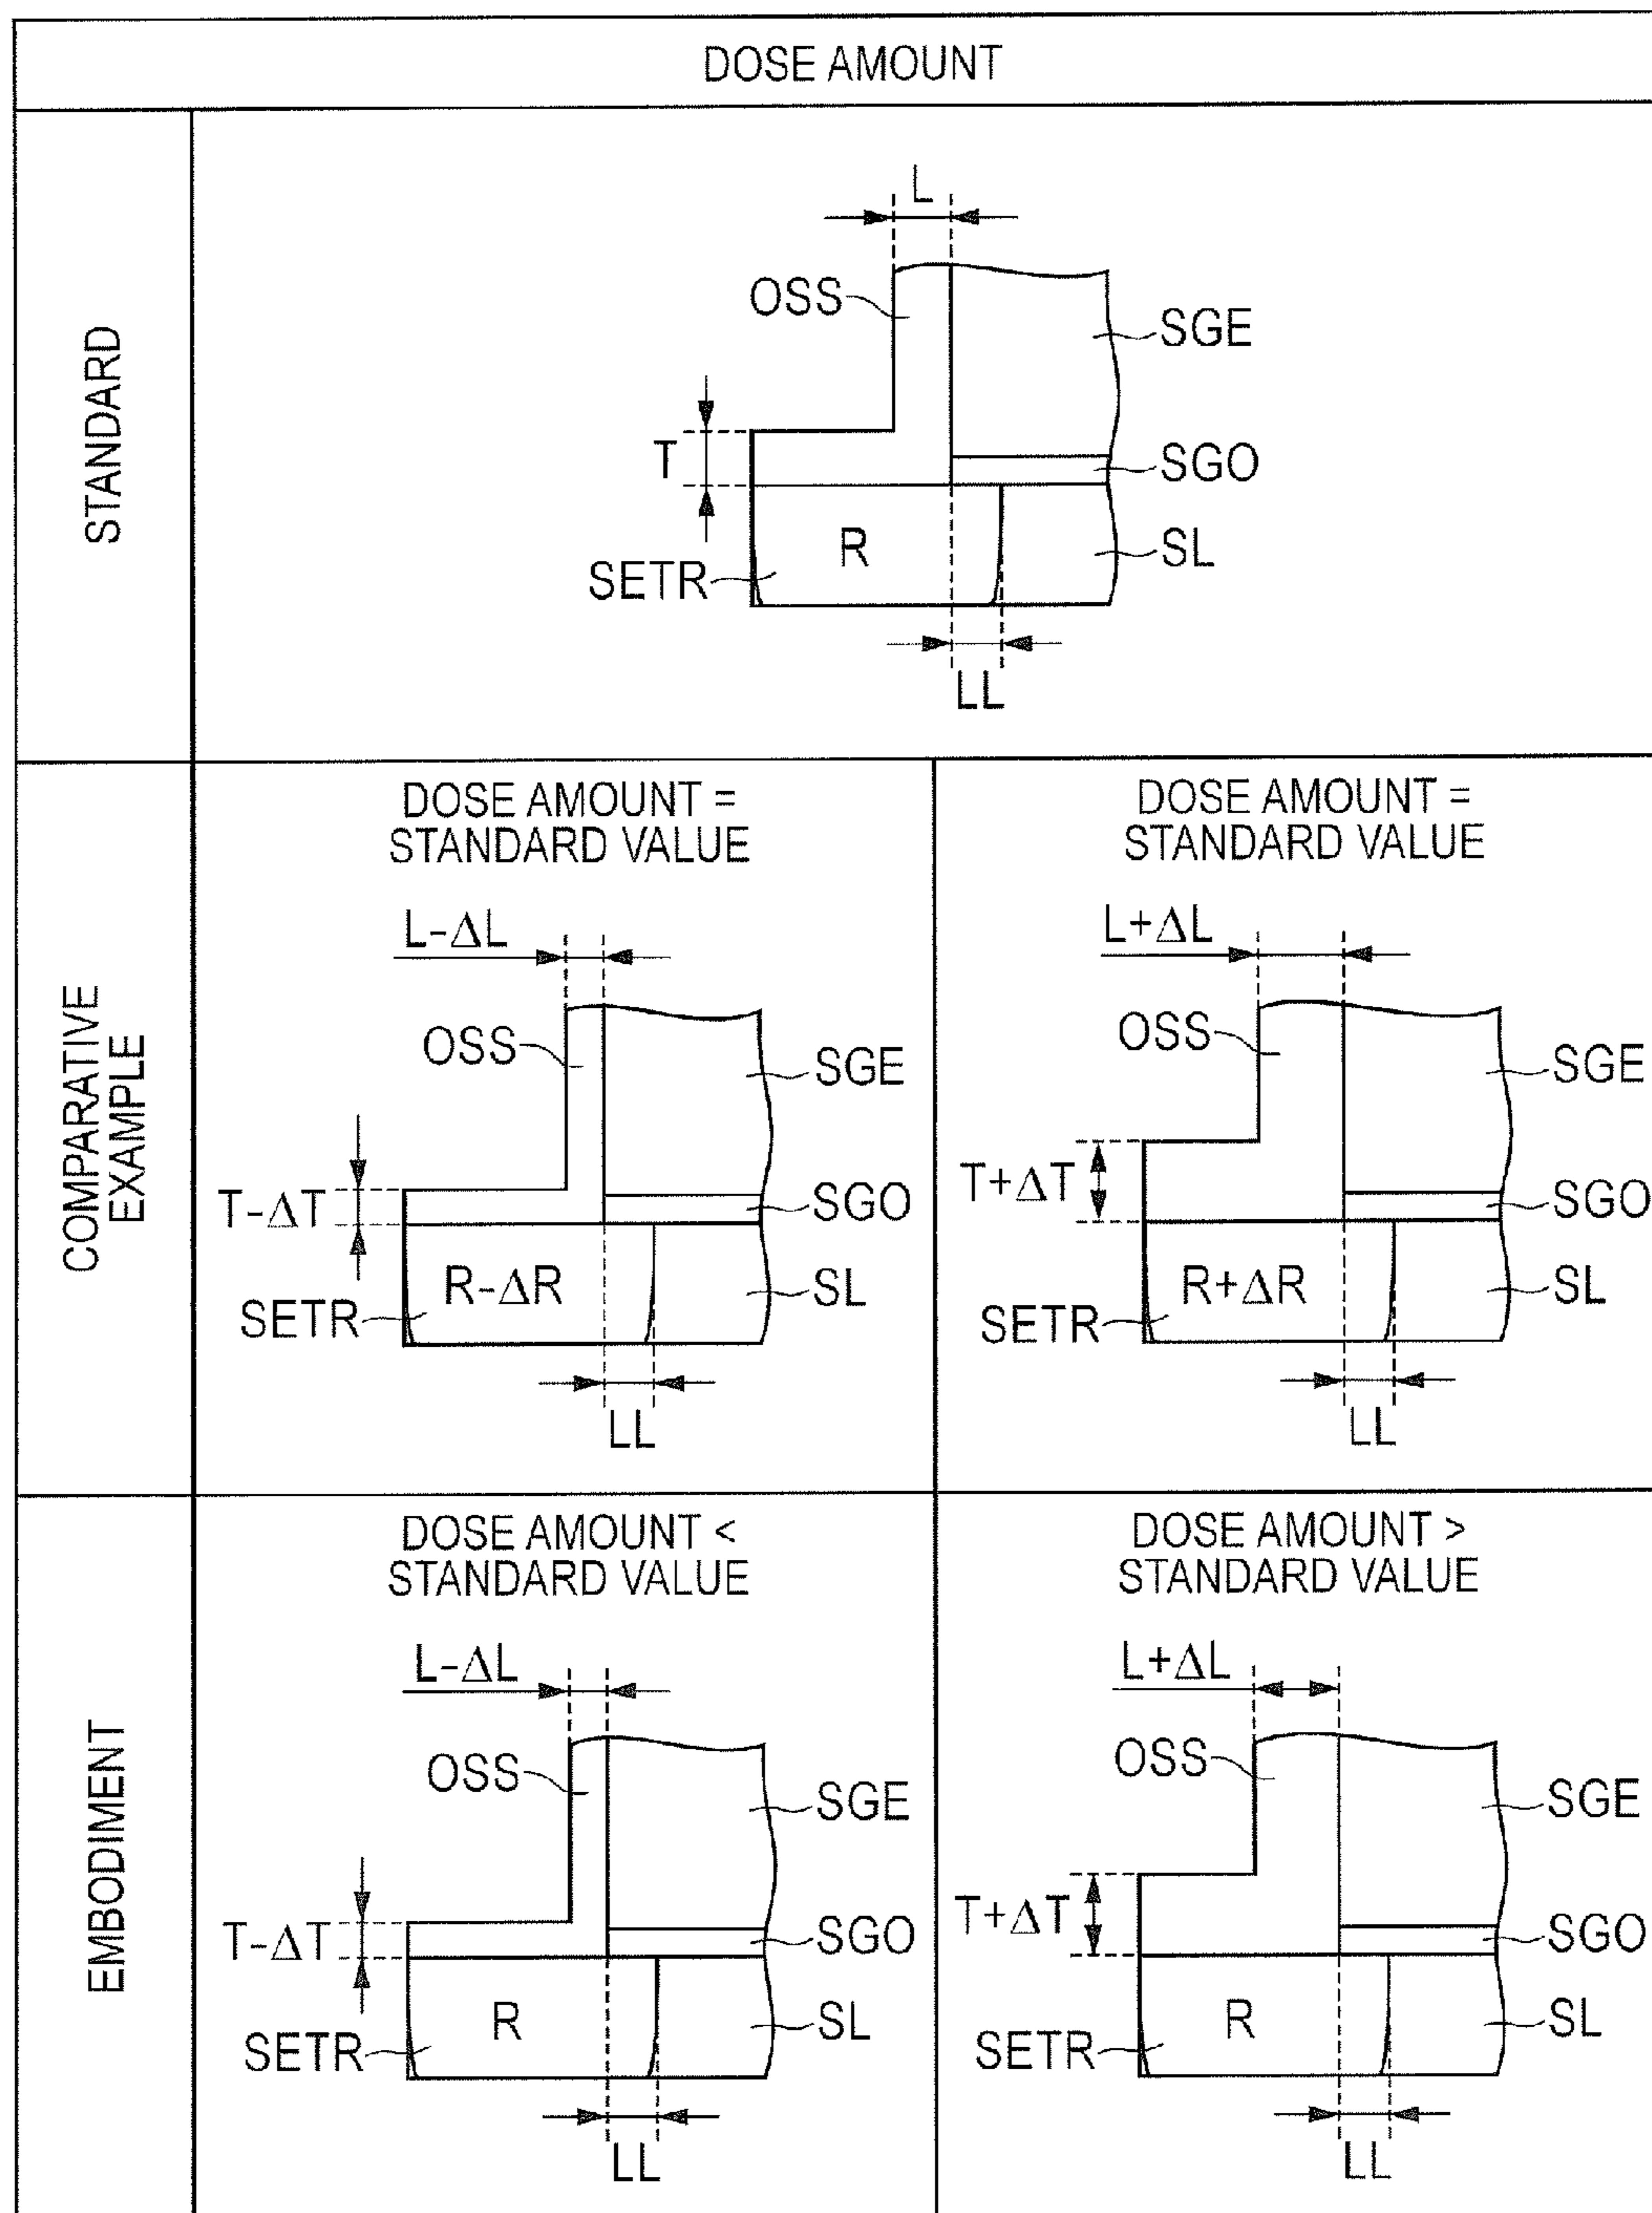 DOSE AMOUNT
STANDARD
L
OSS
SGE
T
SGO
R
SL
SETR
LL
COMPARATIVE
EXAMPLE
DOSE AMOUNT =
STANDARD VALUE
L-ΔL
OSS
SGE
T-ΔT
SGO
R-ΔR
SL
SETR
LL
DOSE AMOUNT =
STANDARD VALUE
L+ΔL
OSS
SGE
T+ΔT
SGO
R+ΔR
SL
SETR
LL
EMBODIMENT
DOSE AMOUNT <
STANDARD VALUE
L-ΔL
OSS
SGE
T-ΔT
SGO
R
SL
SETR
LL
DOSE AMOUNT >
STANDARD VALUE
L+ΔL
OSS
SGE
T+ΔT
SGO
R
SL
SETR
LL